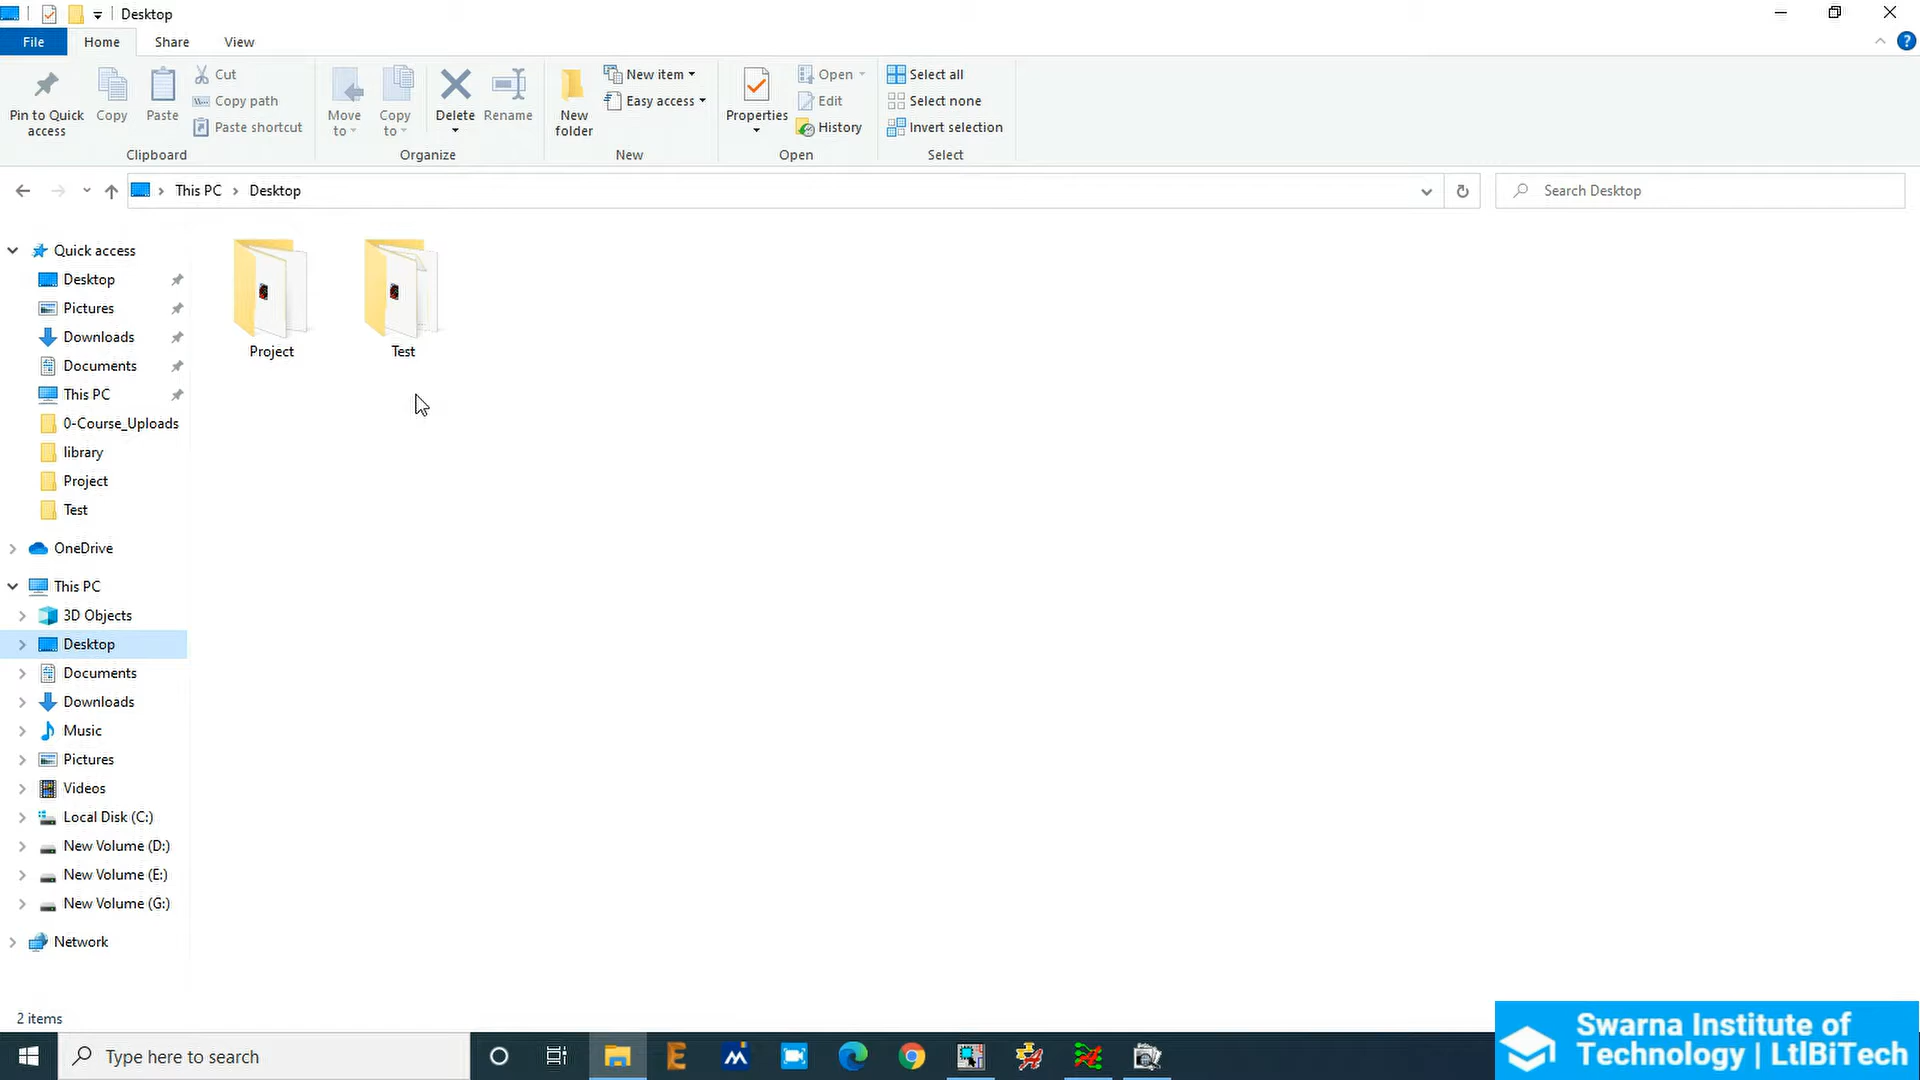 Desktop
File Home Share View
Pin to Quick access
Copy
Paste
Cut
Copy path
Paste shortcut
Clipboard
Move to
Copy to
Delete
Rename
Organize
New folder
New item
Easy access
New
Properties
Open
Edit
History
Open
Select all
Select none
Invert selection
Select
This PC Desktop
Search Desktop
Quick access
Desktop
Pictures
Downloads
Documents
This PC
0-Course_Uploads
library
Project
Test
OneDrive
This PC
3D Objects
Desktop
Documents
Downloads
Music
Pictures
Videos
Local Disk (C:)
New Volume (D:)
New Volume (E:)
New Volume (G:)
Network
Project
Test
2 items
Type here to search
Swarna Institute of
Technology | LtlBiTech